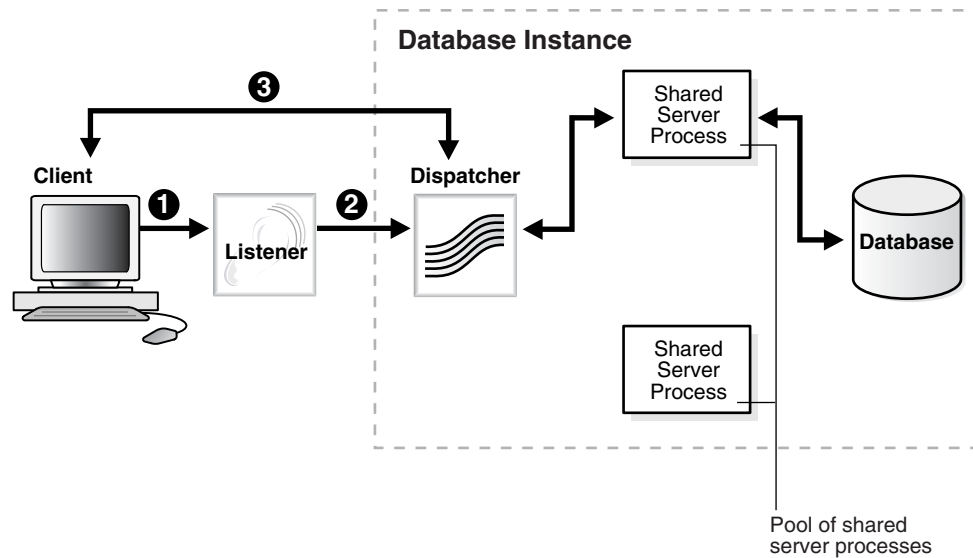 Database Instance
3
Shared
Server
Process
Client
Dispatcher
1
2
Listener
Database
Shared
Server
Process
Pool of shared
server processes